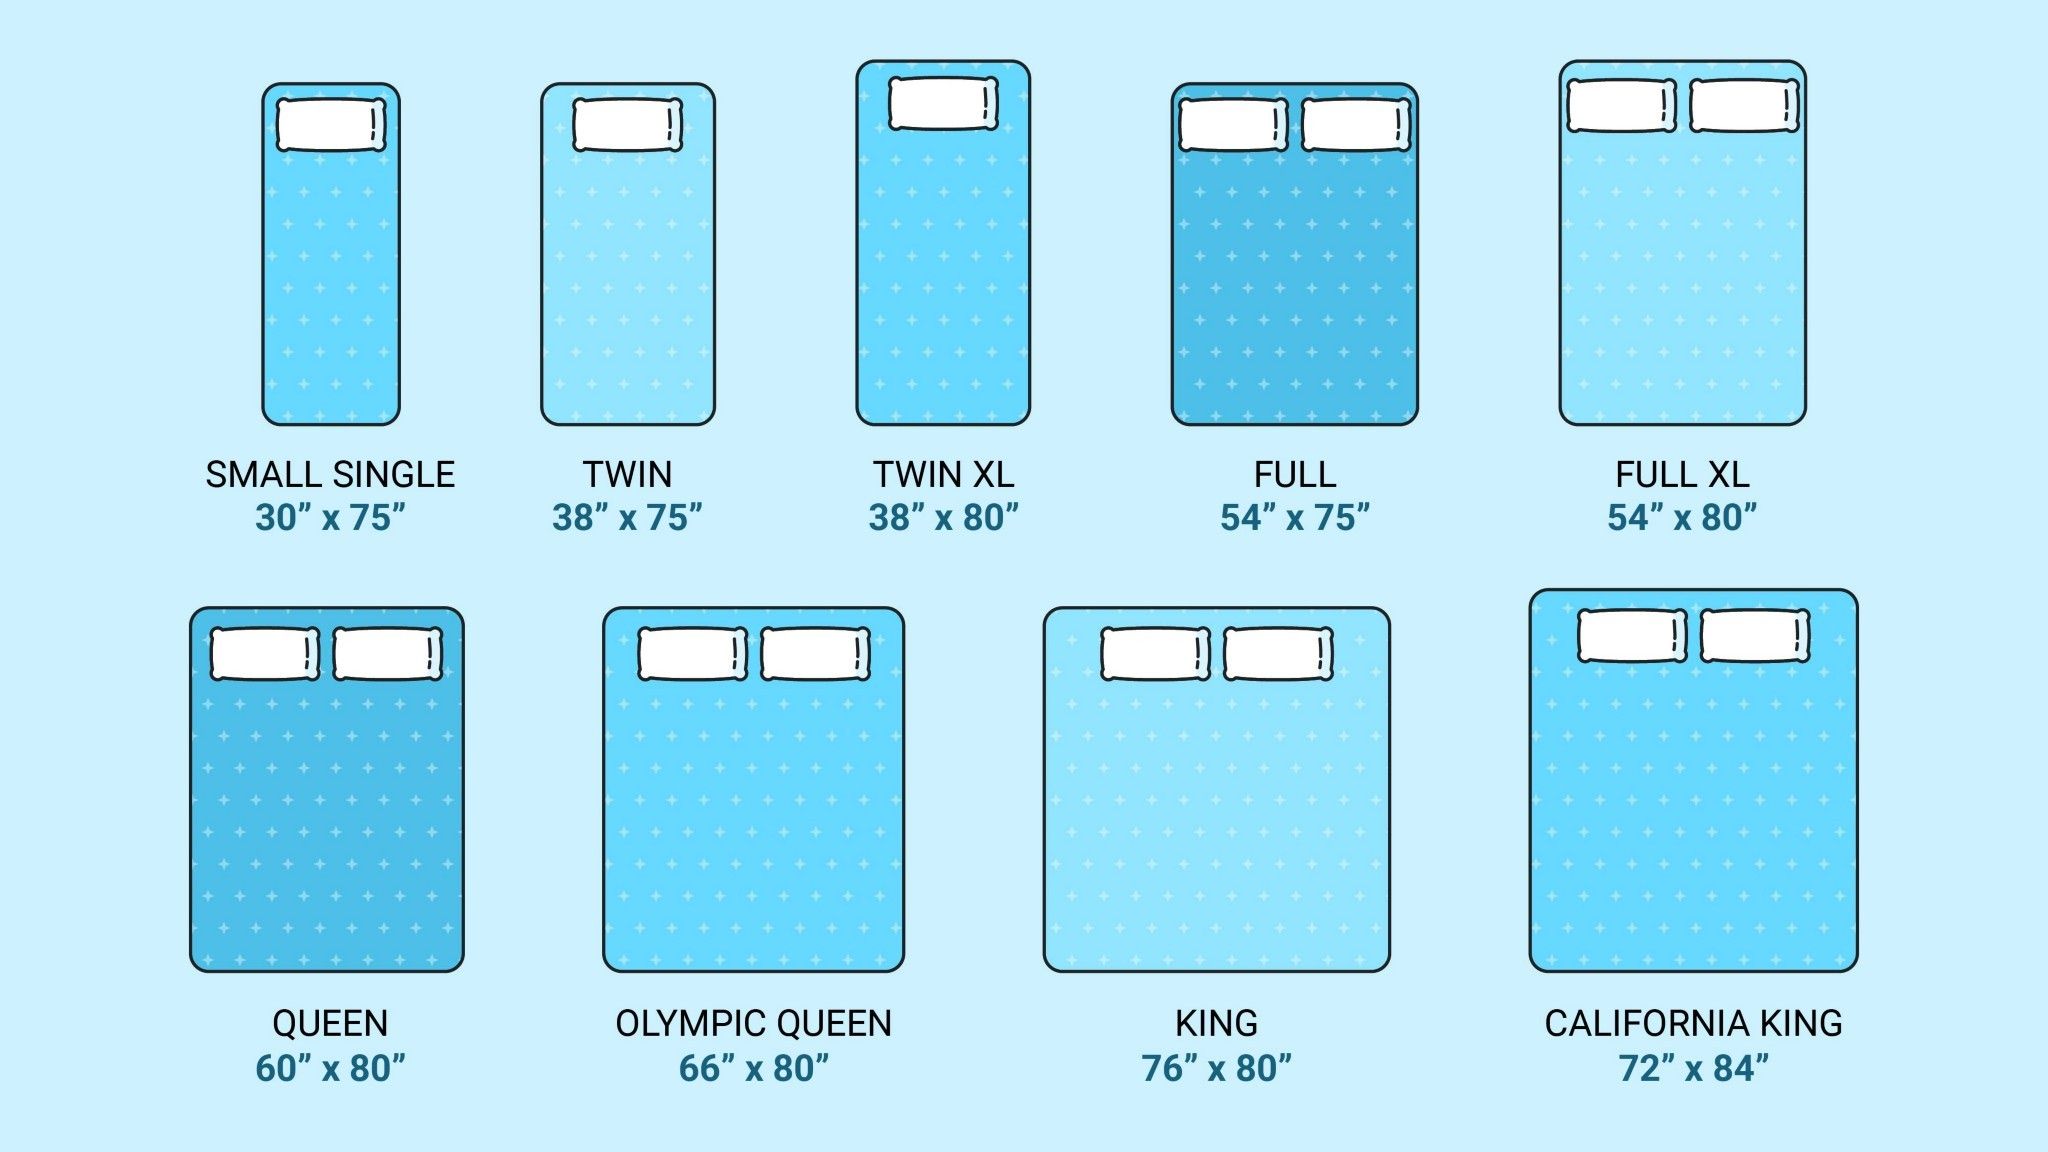 SMALL SINGLE
30” x 75”
TWIN
38” x 75”
TWIN XL
38” x 80”
FULL
54” x 75”
FULL XL
54” x 80”
QUEEN
60” x 80”
OLYMPIC QUEEN
66” x 80”
KING
76” x 80”
CALIFORNIA KING
72” x 84”